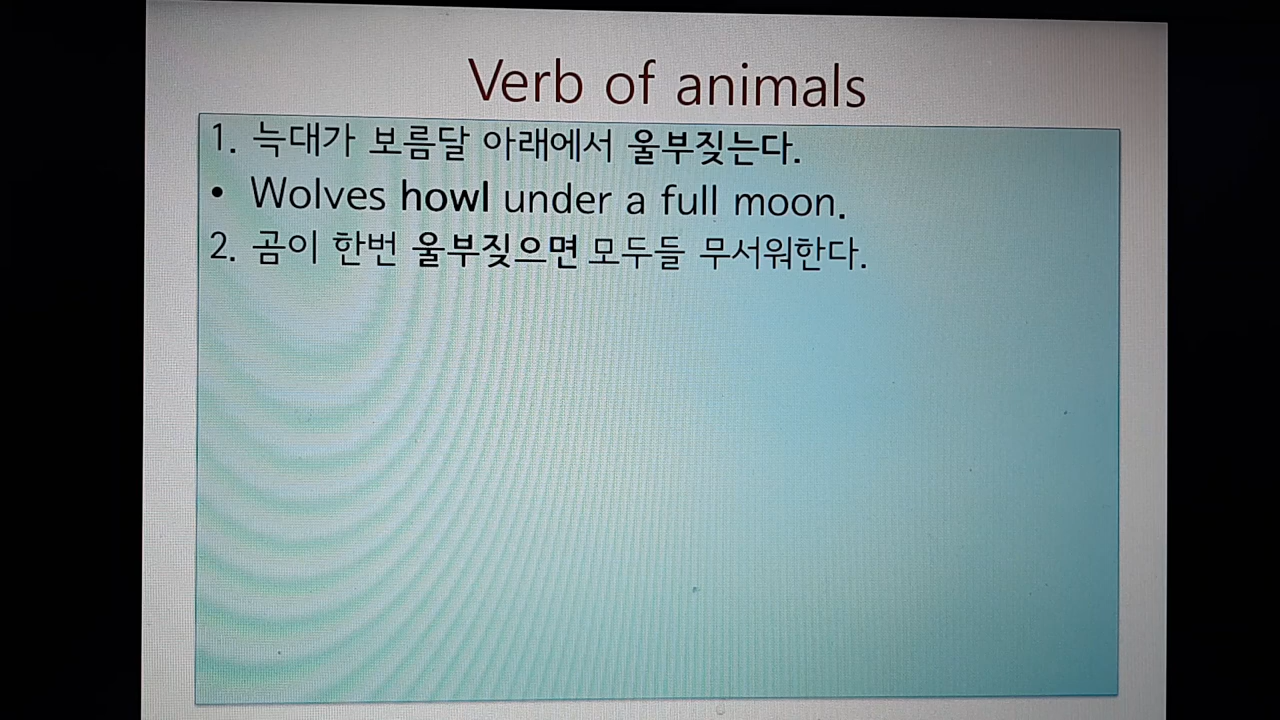 Verb of animals
1. 늑대가 보름달 아래에서 울부짖는다.
• Wolves howl under a full moon.
2. 곰이 한번 울부짖으면 모두들 무서워한다.